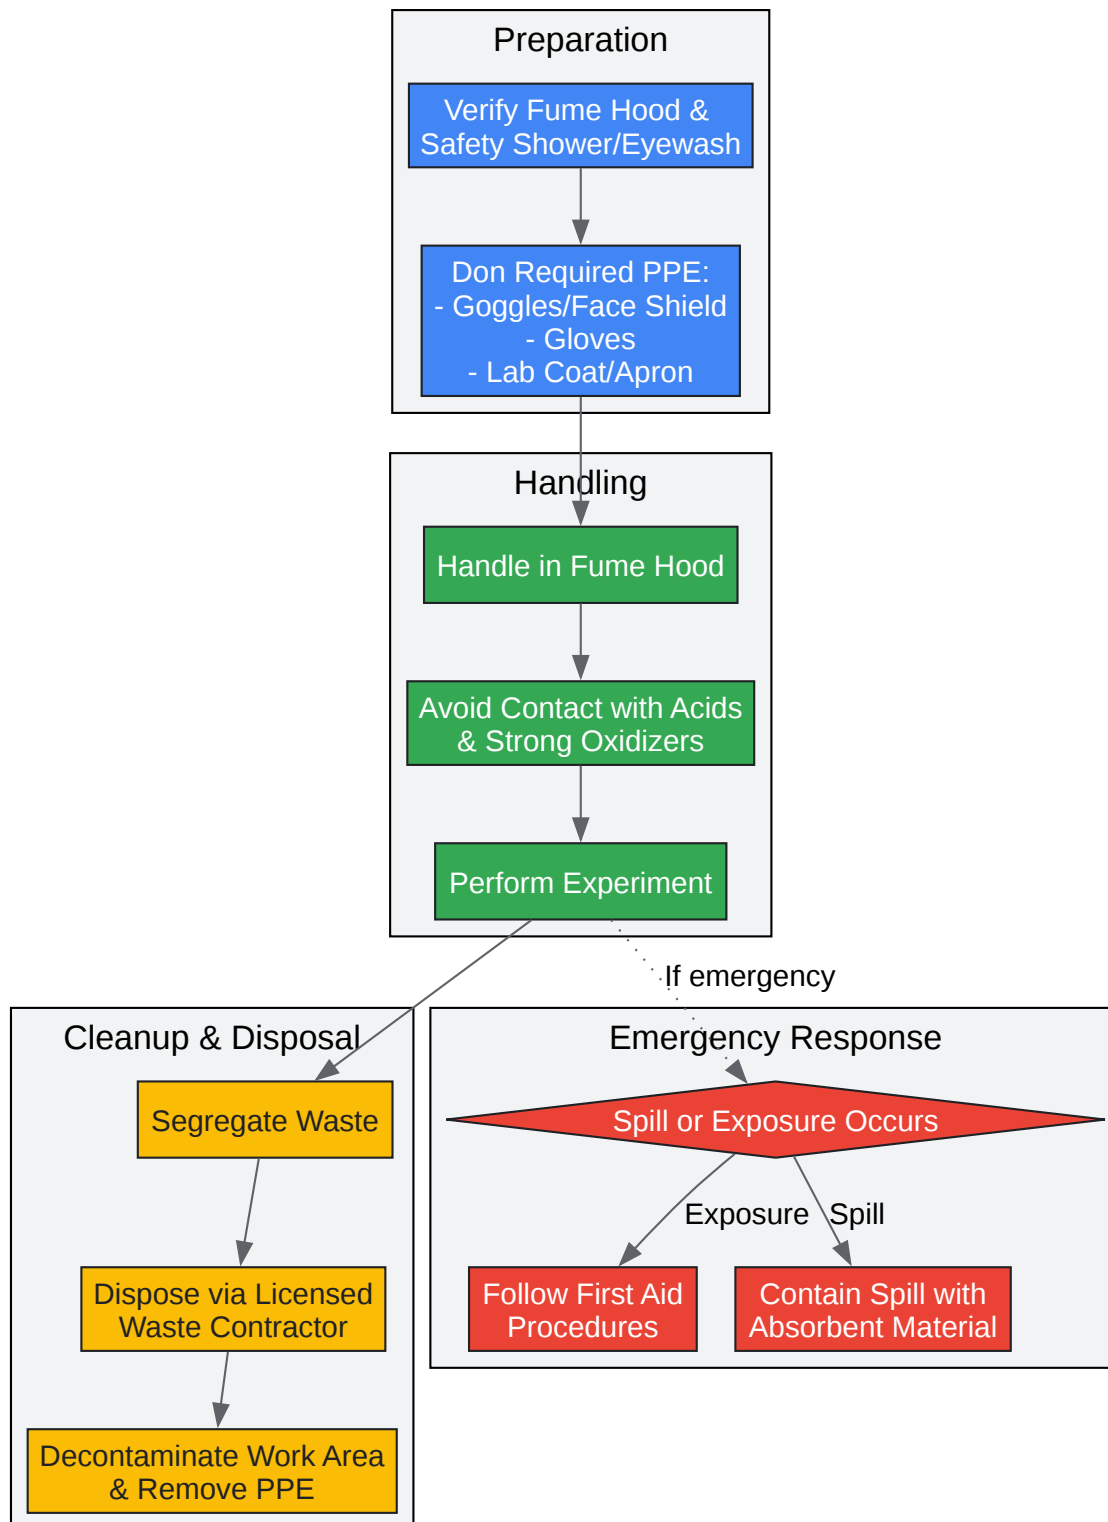 Preparation
Verify Fume Hood &
Safety Shower/Eyewash
Don Required PPE:
- Goggles/Face Shield
- Gloves
- Lab Coat/Apron
Handling
Handle in Fume Hood
Avoid Contact with Acids
& Strong Oxidizers
Perform Experiment
If emergency
Cleanup & Disposal
Segregate Waste
Dispose via Licensed
Waste Contractor
Decontaminate Work Area
& Remove PPE
Emergency Response
Spill or Exposure Occurs
Exposure
Spill
Follow First Aid
Procedures
Contain Spill with
Absorbent Material